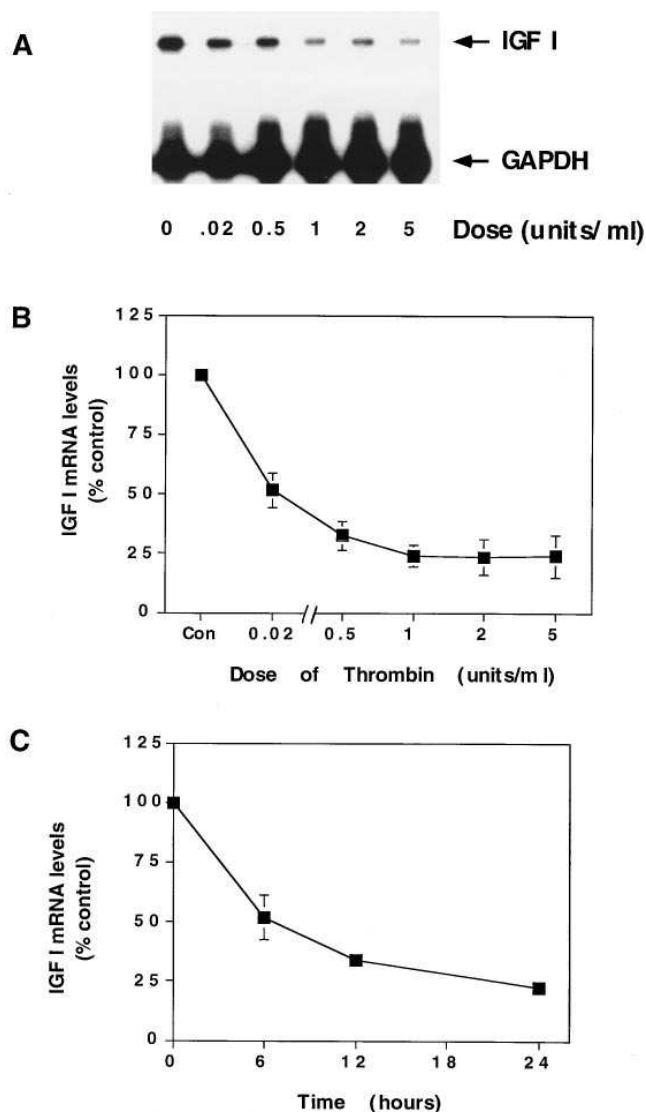 A
IGF I
GAPDH
0 .02 0.5 1 2 5 Dose (units/ ml)
B
125
100
75
50
25
0
IGF I mRNA levels
(% control)
Con 0.02 0.5 1 2 5
Dose of Thrombin (units/ml)
C
125
100
75
50
25
0
IGF I mRNA levels
(% control)
0 6 12 18 24
Time (hours)